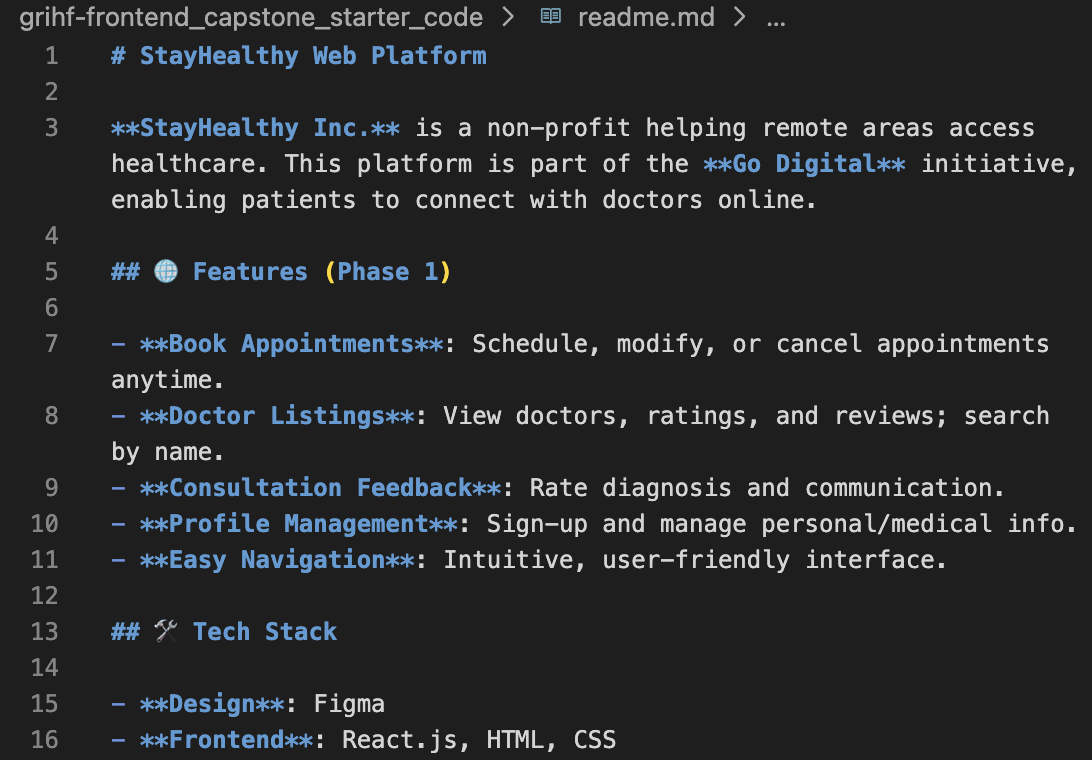 grihf-frontend_capstone_starter_code > readme.md > ...
1 # StayHealthy Web Platform
2
3 **StayHealthy Inc.** is a non-profit helping remote areas access
healthcare. This platform is part of the **Go Digital** initiative,
enabling patients to connect with doctors online.
4
5 ## 🌐 Features (Phase 1)
6
7 - **Book Appointments**: Schedule, modify, or cancel appointments
anytime.
8 - **Doctor Listings**: View doctors, ratings, and reviews; search
by name.
9 - **Consultation Feedback**: Rate diagnosis and communication.
10 - **Profile Management**: Sign-up and manage personal/medical info.
11 - **Easy Navigation**: Intuitive, user-friendly interface.
12
13 ## 🛠 Tech Stack
14
15 - **Design**: Figma
16 - **Frontend**: React.js, HTML, CSS